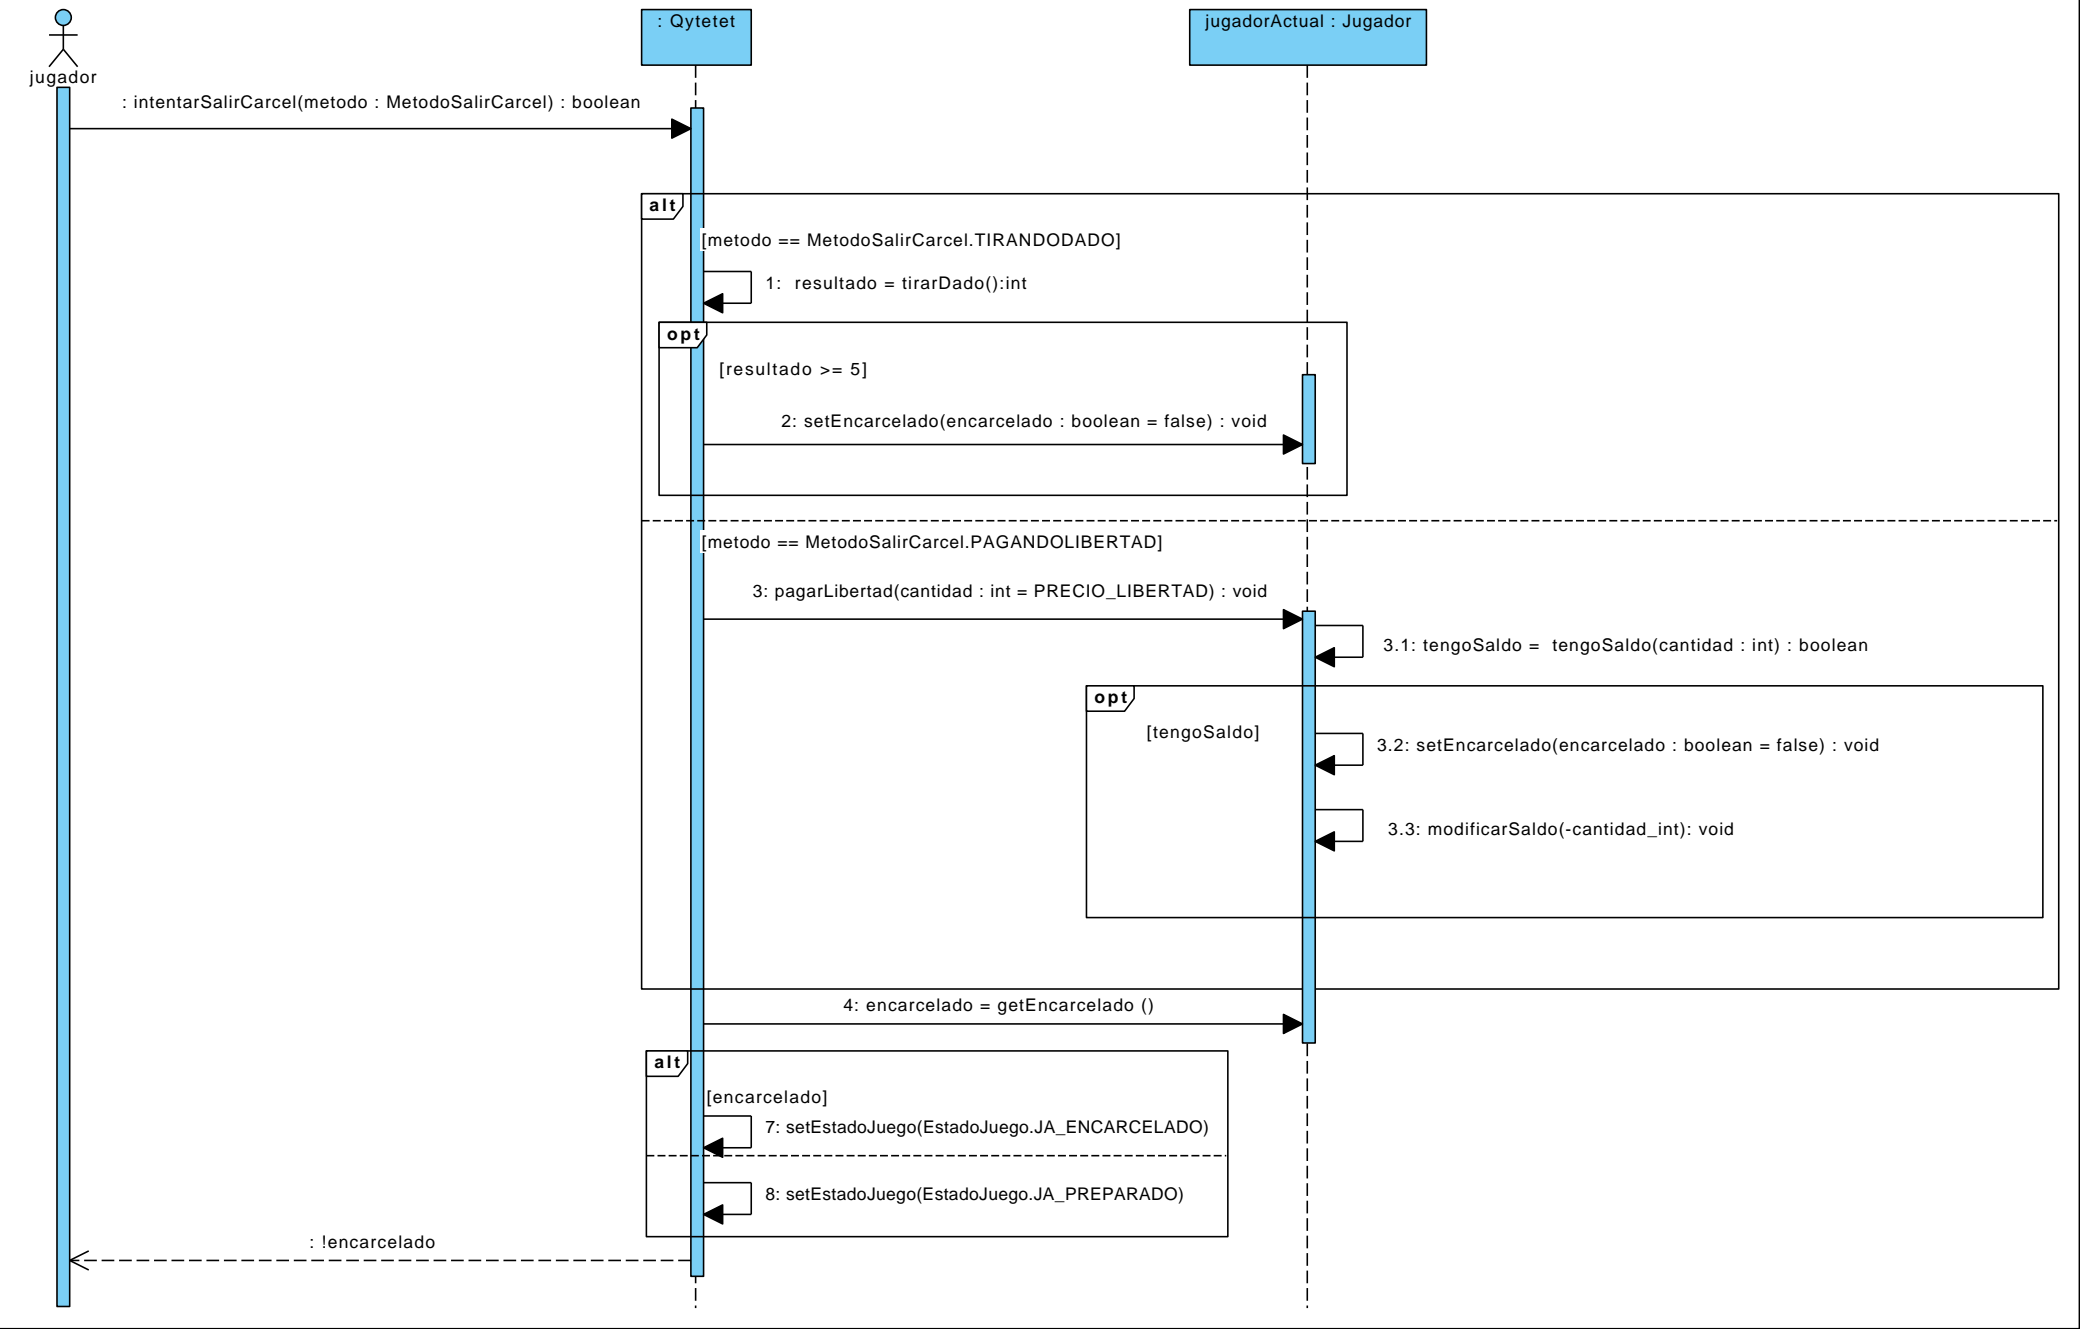 jugador
: Qytetet
jugadorActual : Jugador
: intentarSalirCarcel(metodo : MetodoSalirCarcel) : boolean
alt
[metodo == MetodoSalirCarcel.TIRANDODADO]
1:  resultado = tirarDado():int
opt
[resultado >= 5]
2: setEncarcelado(encarcelado : boolean = false) : void
[metodo == MetodoSalirCarcel.PAGANDOLIBERTAD]
3: pagarLibertad(cantidad : int = PRECIO_LIBERTAD) : void
3.1: tengoSaldo =  tengoSaldo(cantidad : int) : boolean
opt
[tengoSaldo]
3.2: setEncarcelado(encarcelado : boolean = false) : void
3.3: modificarSaldo(-cantidad_int): void
4: encarcelado = getEncarcelado ()
alt
[encarcelado]
7: setEstadoJuego(EstadoJuego.JA_ENCARCELADO)
8: setEstadoJuego(EstadoJuego.JA_PREPARADO)
: !encarcelado